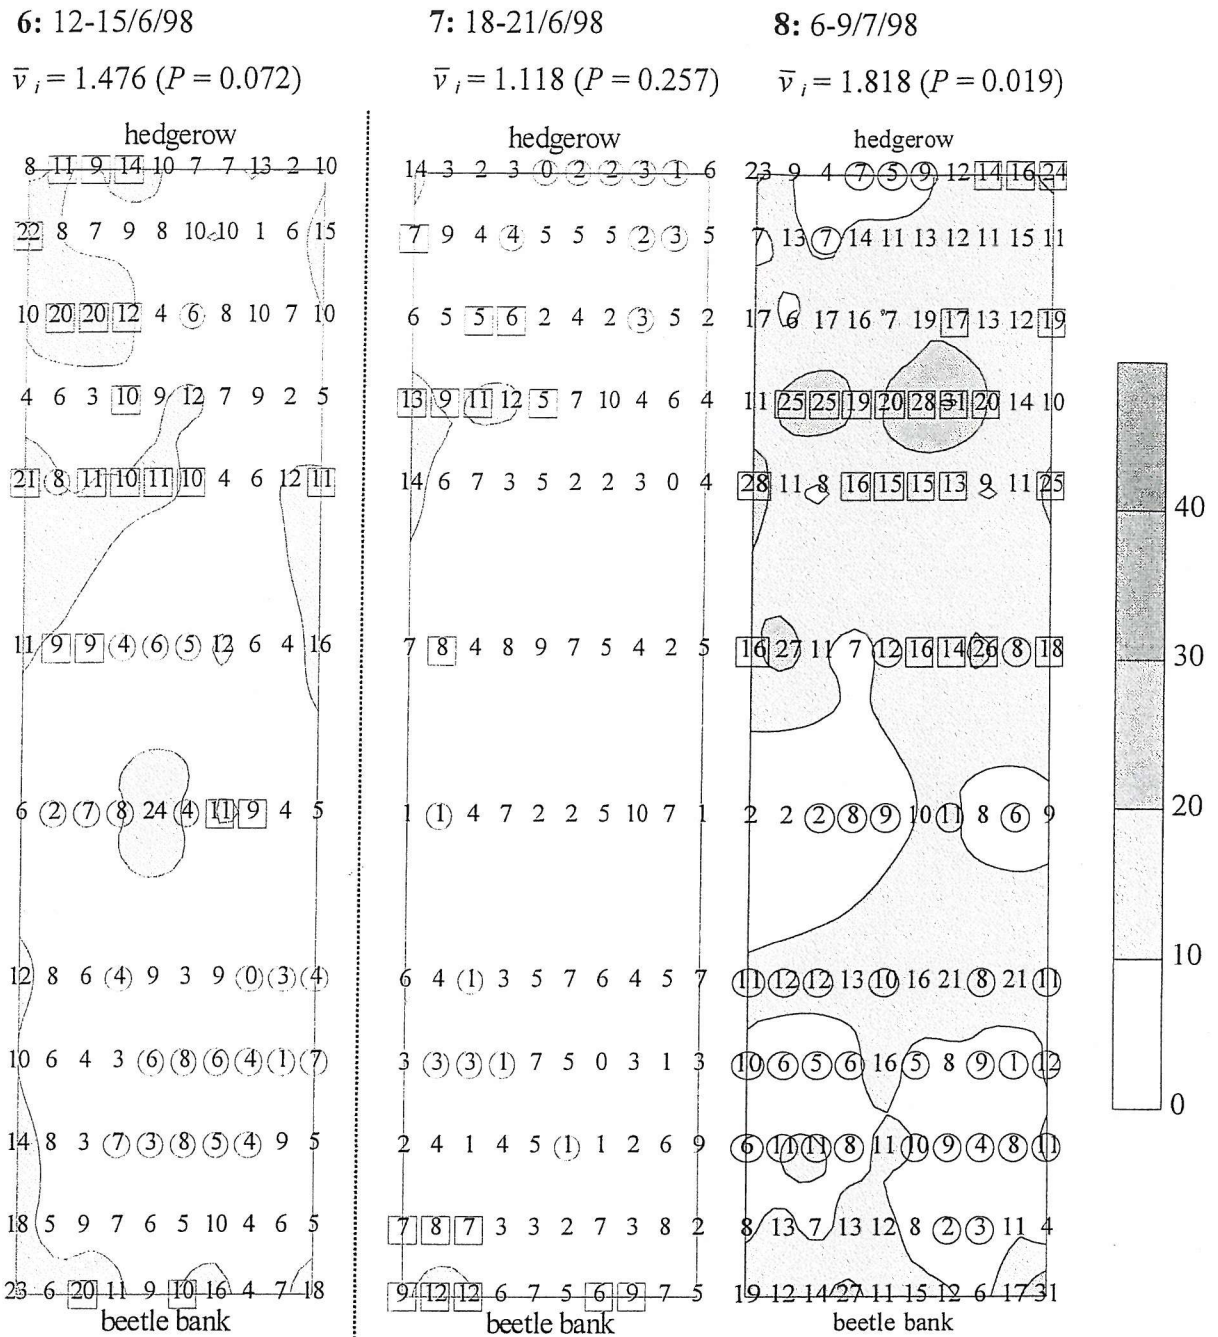 6: 12-15/6/98
v̄ i = 1.476 (P = 0.072)
hedgerow
8 11 9 14 10 7 7 13 2 10
22 8 7 9 8 10 10 1 6 15
10 20 20 12 4 6 8 10 7 10
4 6 3 10 9 12 7 9 2 5
21 8 11 10 11 10 4 6 12 11
11 9 9 4 6 5 12 6 4 16
6 2 7 8 24 4 11 9 4 5
12 8 6 4 9 3 9 0 3 4
10 6 4 3 6 8 6 4 1 7
14 8 3 7 3 8 5 4 9 5
18 5 9 7 6 5 10 4 6 5
23 6 20 11 9 10 16 4 7 18
beetle bank
7: 18-21/6/98
v̄ i = 1.118 (P = 0.257)
hedgerow
14 3 2 3 0 2 2 3 1 6
7 9 4 4 5 5 5 2 3 5
6 5 5 6 2 4 2 3 5 2
13 9 11 12 5 7 10 4 6 4
14 6 7 3 5 2 2 3 0 4
7 8 4 8 9 7 5 4 2 5
1 1 4 7 2 2 5 10 7 1
6 4 1 3 5 7 6 4 5 7
3 3 3 1 7 5 0 3 1 3
2 4 1 4 5 1 1 2 6 9
7 8 7 3 3 2 7 3 8 2
9 12 12 6 7 5 6 9 7 5
beetle bank
8: 6-9/7/98
v̄ i = 1.818 (P = 0.019)
hedgerow
23 9 4 7 5 9 12 14 16 24
7 13 7 14 11 13 12 11 15 11
17 6 17 16 7 19 17 13 12 19
11 25 25 19 20 28 31 20 14 10
28 11 8 16 15 15 13 9 11 25
16 27 11 7 12 16 14 26 8 18
2 2 2 8 9 10 11 8 6 9
11 12 12 13 10 16 21 8 21 11
10 6 5 6 16 5 8 9 1 12
6 11 11 8 11 10 9 4 8 11
8 13 7 13 12 8 2 3 11 4
19 12 14 27 11 15 12 6 17 31
beetle bank
40
30
20
10
0